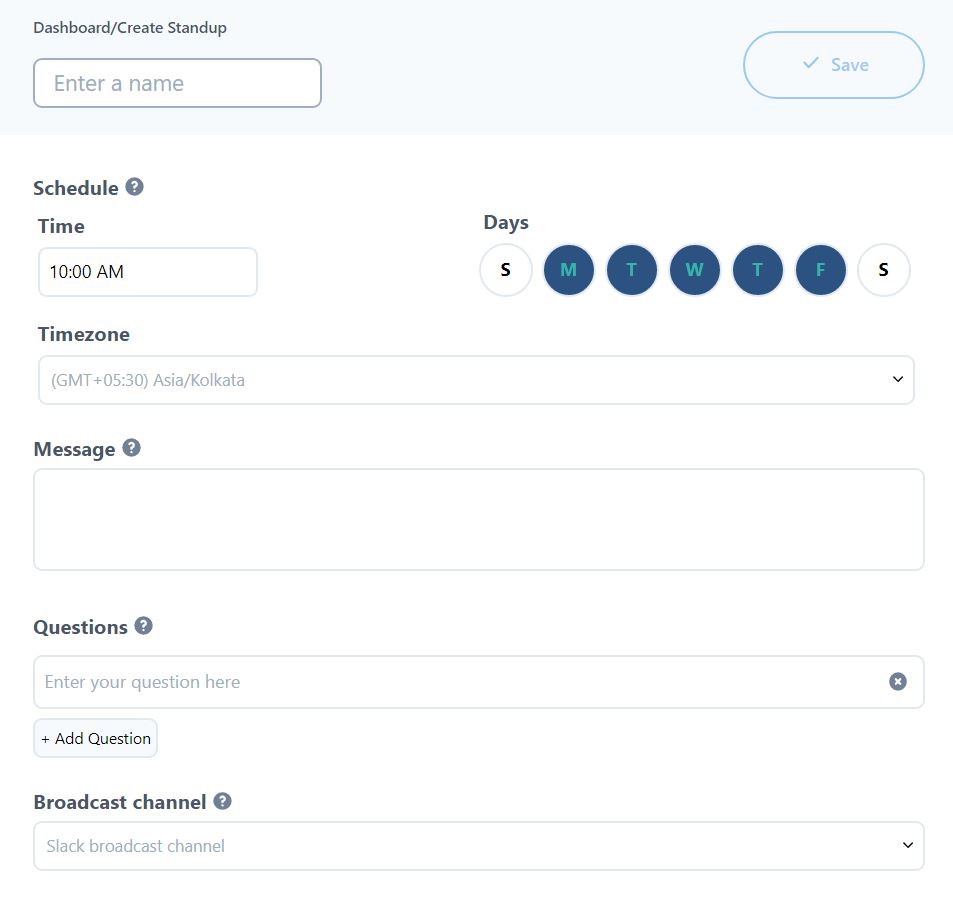 Dashboard/Create Standup
Enter a name
Save
Schedule ?
Time
10:00 AM
Days
S M T W T F S
Timezone
(GMT+05:30) Asia/Kolkata
Message ?
Questions ?
Enter your question here
+ Add Question
Broadcast channel ?
Slack broadcast channel